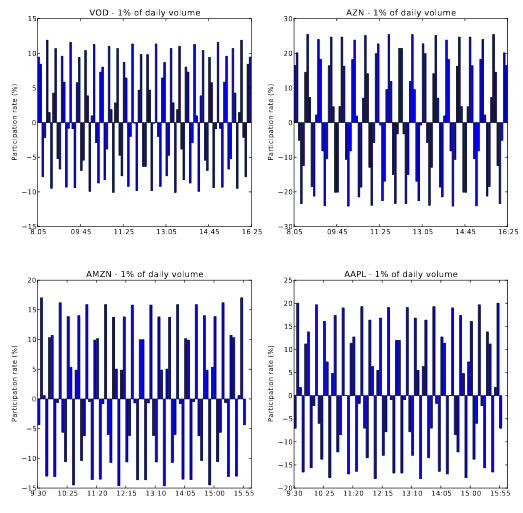 VOD - 1% of daily volume
Participation rate (%)
15
10
5
0
−5
−10
−15
8:05 09:45 11:25 13:05 14:45 16:25
AZN - 1% of daily volume
Participation rate (%)
30
20
10
0
−10
−20
−30
8:05 09:45 11:25 13:05 14:45 16:25
AMZN - 1% of daily volume
Participation rate (%)
20
15
10
5
0
−5
−10
−15
9:30 10:25 11:20 12:15 13:10 14:05 15:00 15:55
AAPL - 1% of daily volume
Participation rate (%)
25
20
15
10
5
0
−5
−10
−15
−20
9:30 10:25 11:20 12:15 13:10 14:05 15:00 15:55